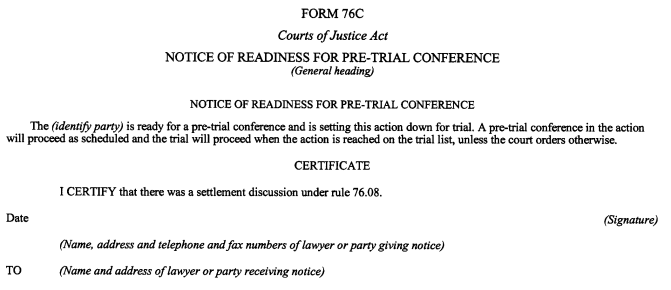 FORM 76C
Courts of Justice Act
NOTICE OF READINESS FOR PRE-TRIAL CONFERENCE
(General heading)
NOTICE OF READINESS FOR PRE-TRIAL CONFERENCE
The (identify party) is ready for a pre-trial conference and is setting this action down for trial. A pre-trial conference in the action
will proceed as scheduled and the trial will proceed when the action is reached on the trial list, unless the court orders otherwise.
CERTIFICATE
I CERTIFY that there was a settlement discussion under rule 76.08.
Date (Signature)
(Name, address and telephone and fax numbers of lawyer or party giving notice)
TO (Name and address of lawyer or party receiving notice)